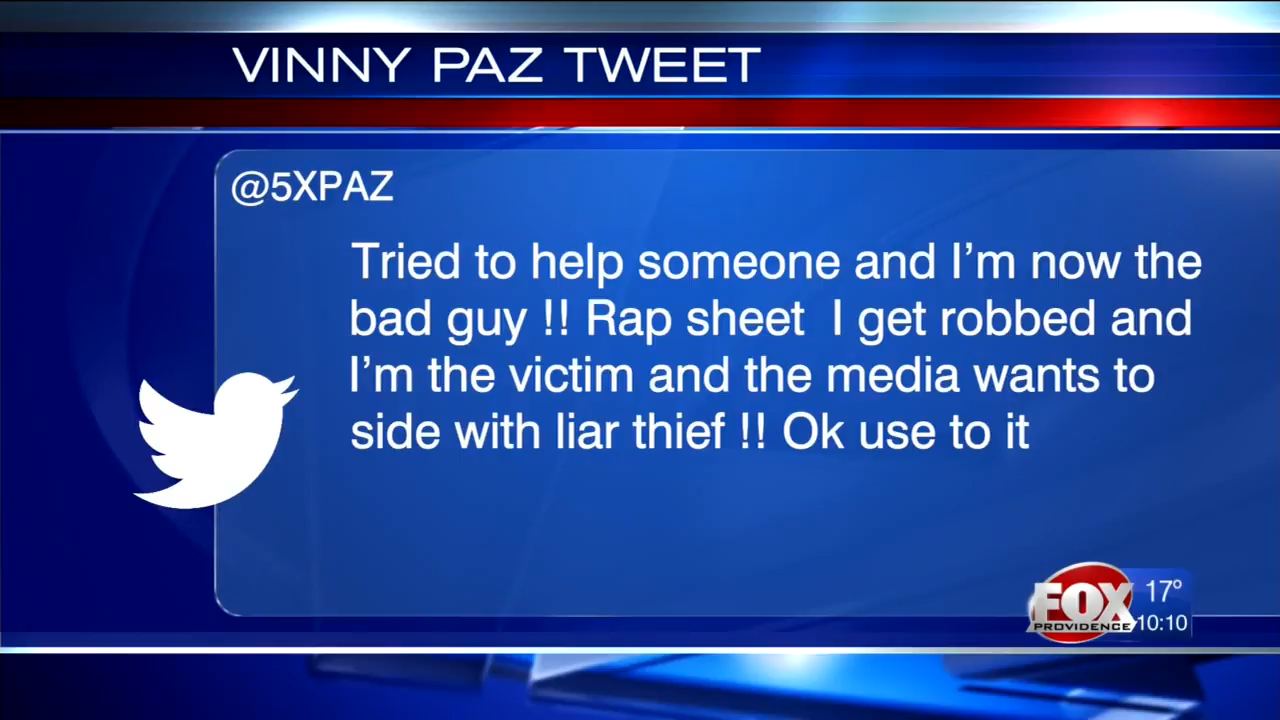 VINNY PAZ TWEET
@5XPAZ
Tried to help someone and I'm now the
bad guy !! Rap sheet  I get robbed and
I'm the victim and the media wants to
side with liar thief !! Ok use to it
FOX 17°
PROVIDENCE 10:10